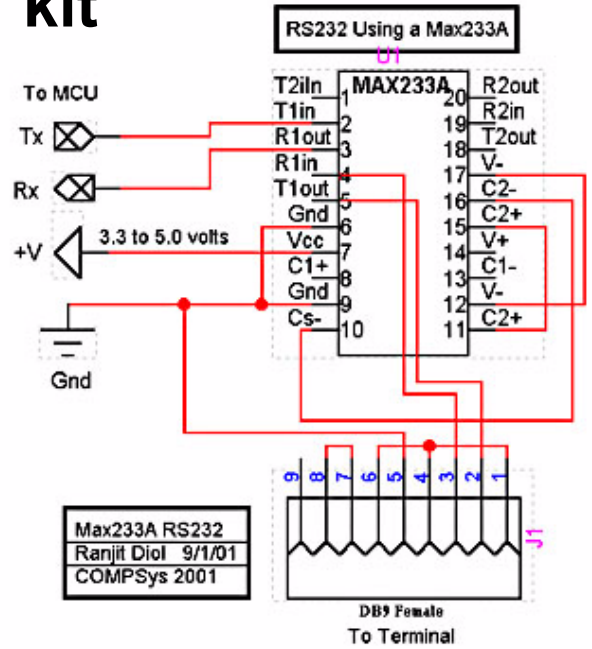 kit
RS232 Using a Max233A
U1
To MCU
Tx
Rx
+V
3.3 to 5.0 volts
Gnd
MAX233A
T2iIn
1
T1in
2
R1out
3
R1in
4
T1out
5
Gnd
6
Vcc
7
C1+
8
Gnd
9
Cs-
10
20
R2out
19
R2in
18
T2out
17
V-
16
C2-
15
C2+
14
V+
13
C1-
12
V-
11
C2+
9
8
7
6
5
4
3
2
1
J1
Max233A RS232
Ranjit Diol 9/1/01
COMPSys 2001
DB9 Female
To Terminal